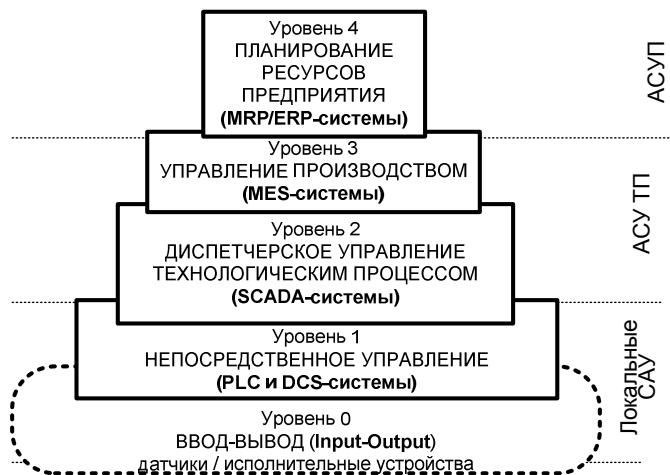 Уровень 4
ПЛАНИРОВАНИЕ
РЕСУРСОВ
ПРЕДПРИЯТИЯ
(MRP/ERP-системы)
АСУП
Уровень 3
УПРАВЛЕНИЕ ПРОИЗВОДСТВОМ
(MES-системы)
АСУ ТП
Уровень 2
ДИСПЕТЧЕРСКОЕ УПРАВЛЕНИЕ
ТЕХНОЛОГИЧЕСКИМ ПРОЦЕССОМ
(SCADA-системы)
Уровень 1
НЕПОСРЕДСТВЕННОЕ УПРАВЛЕНИЕ
(PLC и DCS-системы)
Локальные
САУ
Уровень 0
ВВОД-ВЫВОД (Input-Output)
датчики / исполнительные устройства